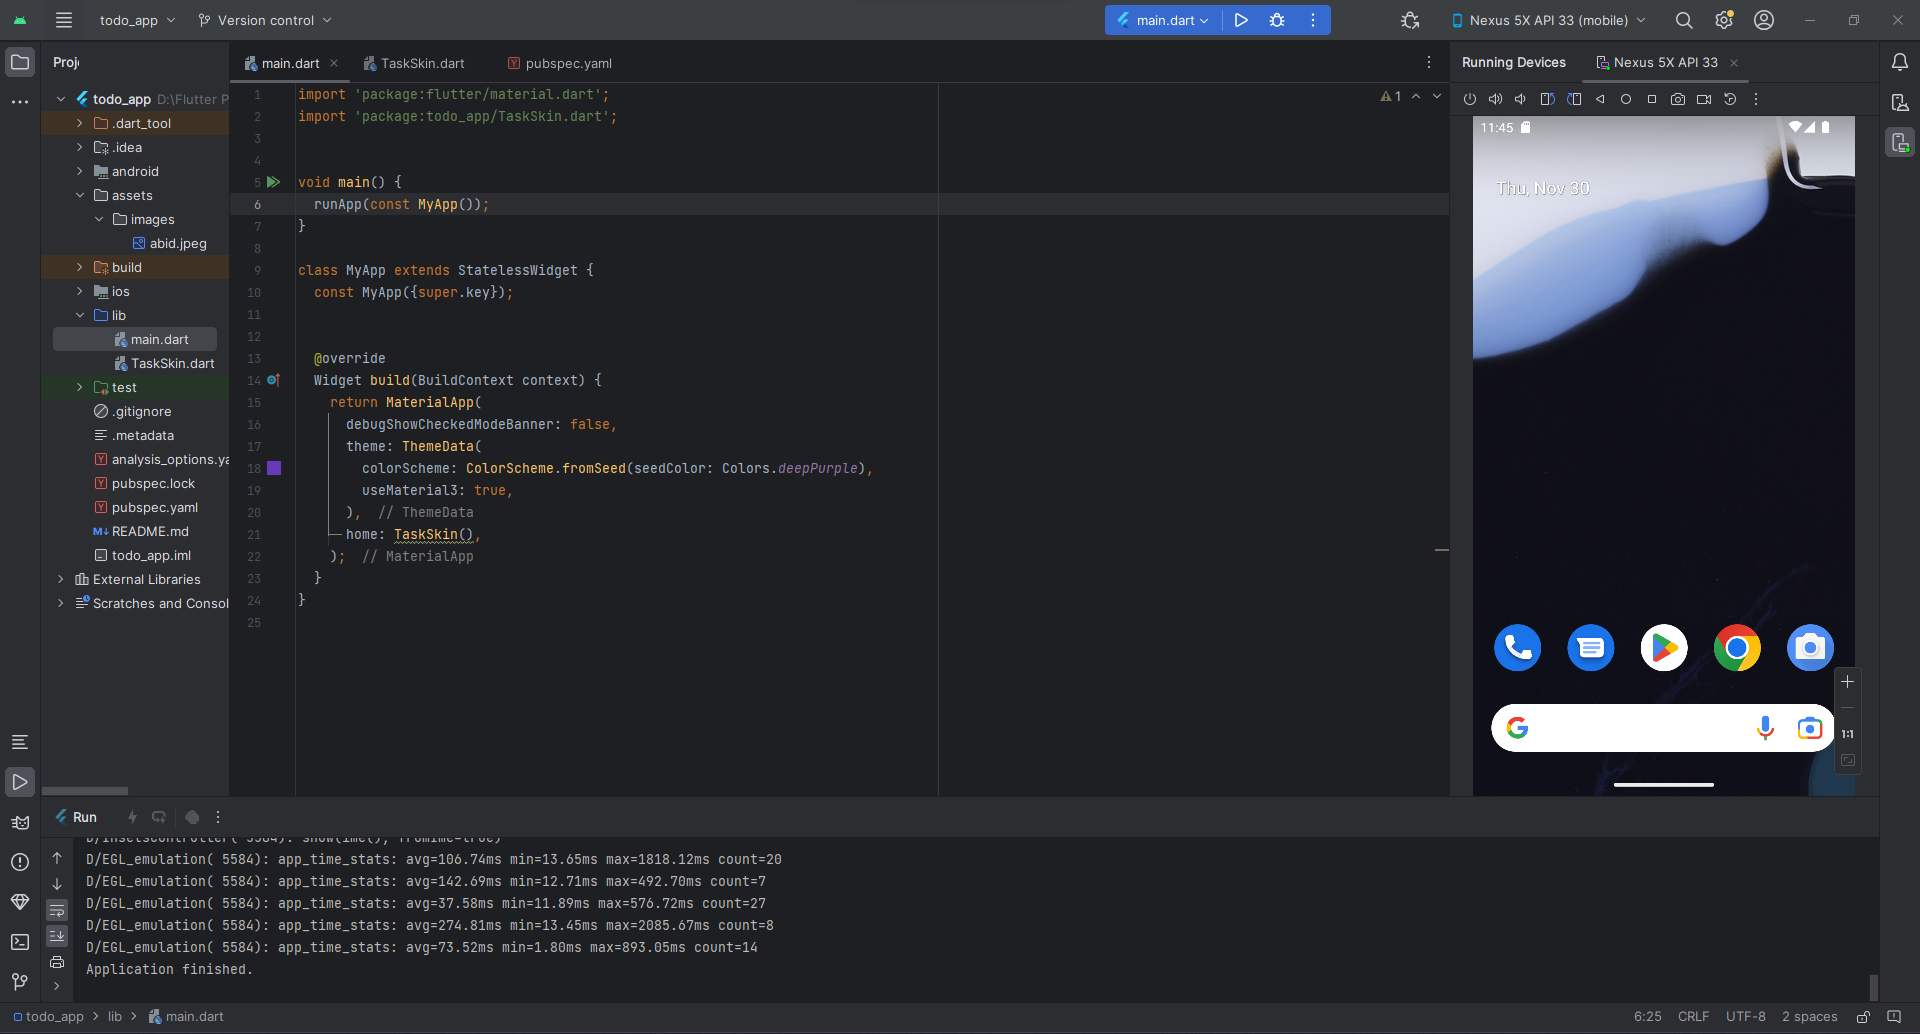 todo_app
Version control
main.dart
Nexus 5X API 33 (mobile)
Proj
main.dart
TaskSkin.dart
pubspec.yaml
Running Devices
Nexus 5X API 33
todo_app D:\Flutter P
.dart_tool
.idea
android
assets
images
abid.jpeg
build
ios
lib
main.dart
TaskSkin.dart
test
.gitignore
.metadata
analysis_options.ya
pubspec.lock
pubspec.yaml
README.md
todo_app.iml
External Libraries
Scratches and Consol
1 import 'package:flutter/material.dart';
2 import 'package:todo_app/TaskSkin.dart';
3
4
5 void main() {
6 runApp(const MyApp());
7 }
8
9 class MyApp extends StatelessWidget {
10 const MyApp({super.key});
11
12
13 @override
14 Widget build(BuildContext context) {
15 return MaterialApp(
16 debugShowCheckedModeBanner: false,
17 theme: ThemeData(
18 colorScheme: ColorScheme.fromSeed(seedColor: Colors.deepPurple),
19 useMaterial3: true,
20 ), // ThemeData
21 home: TaskSkin(),
22 ); // MaterialApp
23 }
24 }
25
1
11:45
Thu, Nov 30
1:1
Run
D/InsetsController( 5584): show(ime(), fromIme=true)
D/EGL_emulation( 5584): app_time_stats: avg=106.74ms min=13.65ms max=1818.12ms count=20
D/EGL_emulation( 5584): app_time_stats: avg=142.69ms min=12.71ms max=492.70ms count=7
D/EGL_emulation( 5584): app_time_stats: avg=37.58ms min=11.89ms max=576.72ms count=27
D/EGL_emulation( 5584): app_time_stats: avg=274.81ms min=13.45ms max=2085.67ms count=8
D/EGL_emulation( 5584): app_time_stats: avg=73.52ms min=1.80ms max=893.05ms count=14
Application finished.
todo_app > lib > main.dart
6:25 CRLF UTF-8 2 spaces